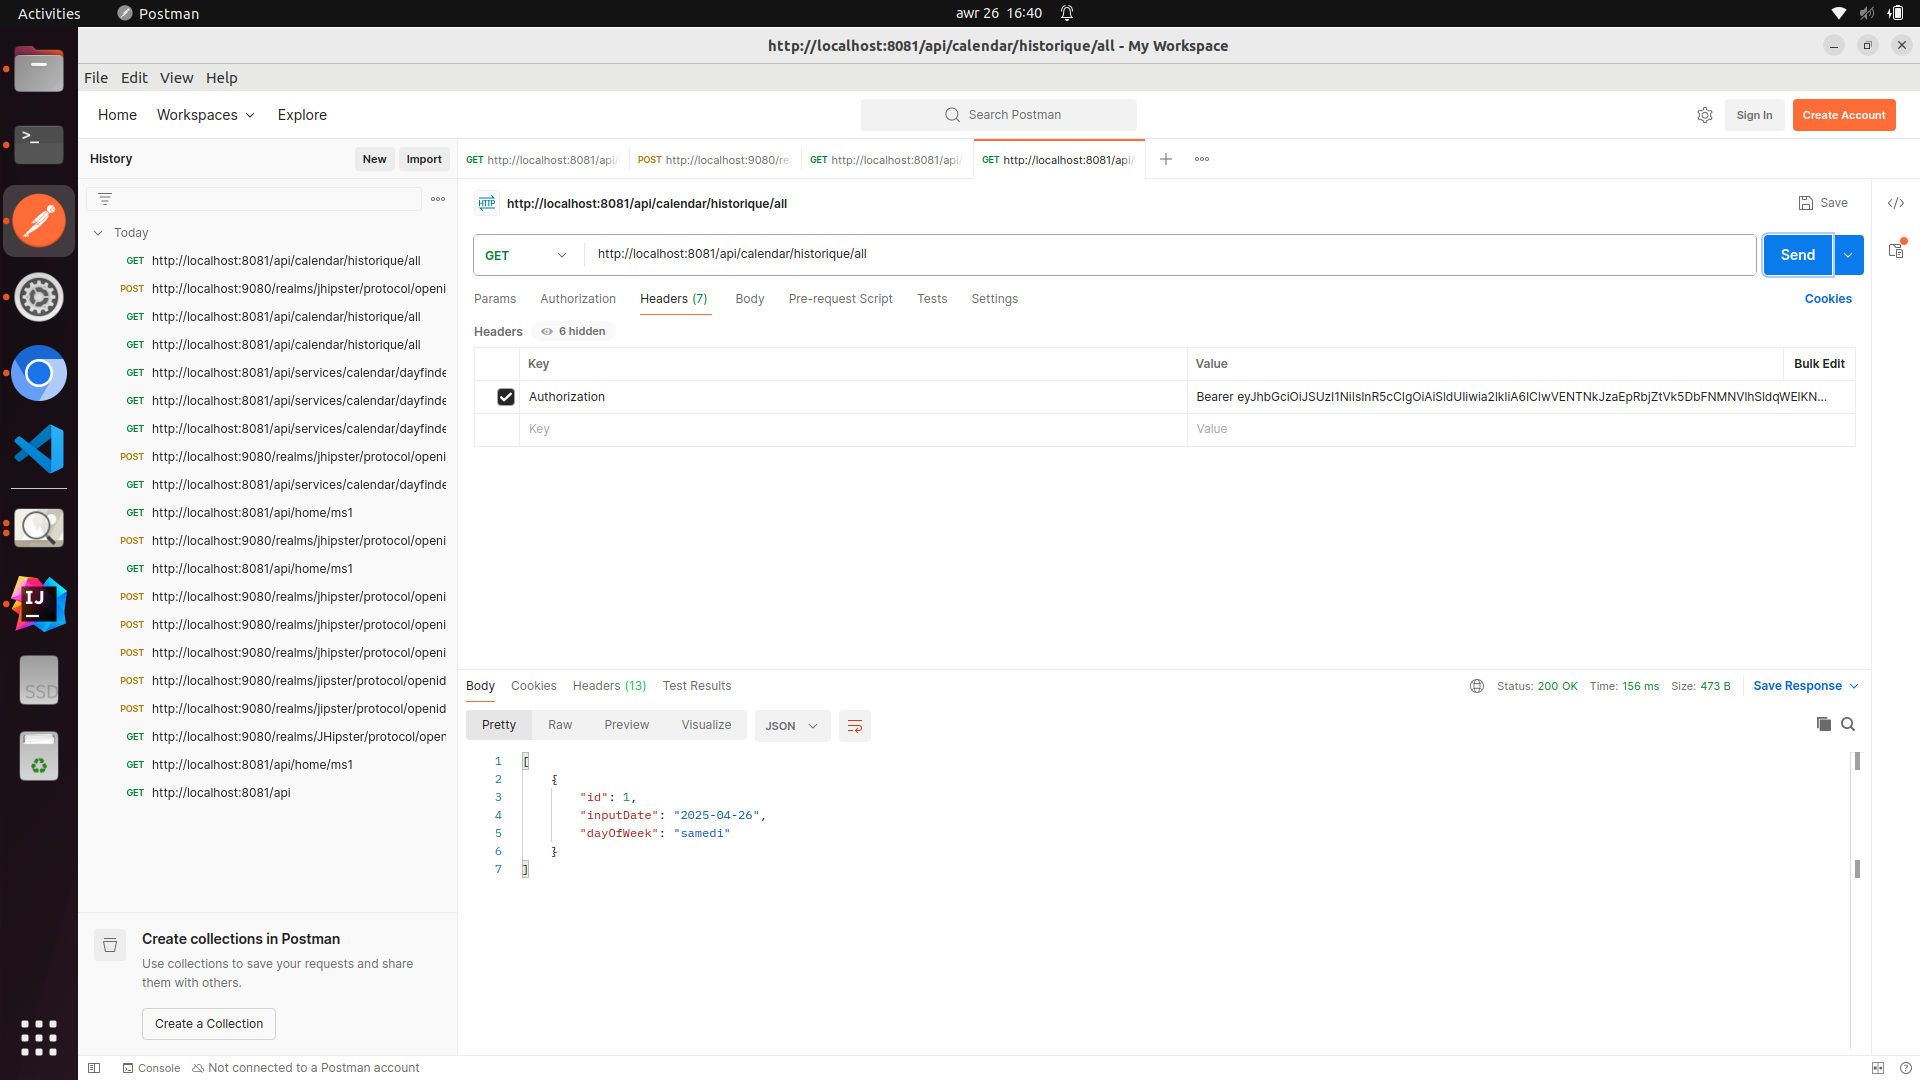 Activities
Postman
awr 26 16:40
http://localhost:8081/api/calendar/historique/all - My Workspace
File Edit View Help
Home Workspaces Explore
Search Postman
Sign In
Create Account
History
New
Import
GET http://localhost:8081/api/
POST http://localhost:9080/re
GET http://localhost:8081/api/
GET http://localhost:8081/api/
Today
GET http://localhost:8081/api/calendar/historique/all
POST http://localhost:9080/realms/jhipster/protocol/openi
GET http://localhost:8081/api/calendar/historique/all
GET http://localhost:8081/api/calendar/historique/all
GET http://localhost:8081/api/services/calendar/dayfinde
GET http://localhost:8081/api/services/calendar/dayfinde
GET http://localhost:8081/api/services/calendar/dayfinde
POST http://localhost:9080/realms/jhipster/protocol/openi
GET http://localhost:8081/api/services/calendar/dayfinde
GET http://localhost:8081/api/home/ms1
POST http://localhost:9080/realms/jhipster/protocol/openi
GET http://localhost:8081/api/home/ms1
POST http://localhost:9080/realms/jhipster/protocol/openi
POST http://localhost:9080/realms/jhipster/protocol/openi
POST http://localhost:9080/realms/jhipster/protocol/openi
POST http://localhost:9080/realms/jipster/protocol/openid
POST http://localhost:9080/realms/jipster/protocol/openid
GET http://localhost:9080/realms/JHipster/protocol/open
GET http://localhost:8081/api/home/ms1
GET http://localhost:8081/api
Create collections in Postman
Use collections to save your requests and share
them with others.
Create a Collection
HTTP http://localhost:8081/api/calendar/historique/all
Save
GET http://localhost:8081/api/calendar/historique/all
Send
Params Authorization Headers (7) Body Pre-request Script Tests Settings
Cookies
Headers 6 hidden
Key Value Bulk Edit
Authorization
Key Value
Body Cookies Headers (13) Test Results
Status: 200 OK Time: 156 ms Size: 473 B Save Response
Pretty Raw Preview Visualize JSON
1 [
2 {
3 "id": 1,
4 "inputDate": "2025-04-26",
5 "dayOfWeek": "samedi"
6 }
7 ]
Console Not connected to a Postman account
IJ
SSD